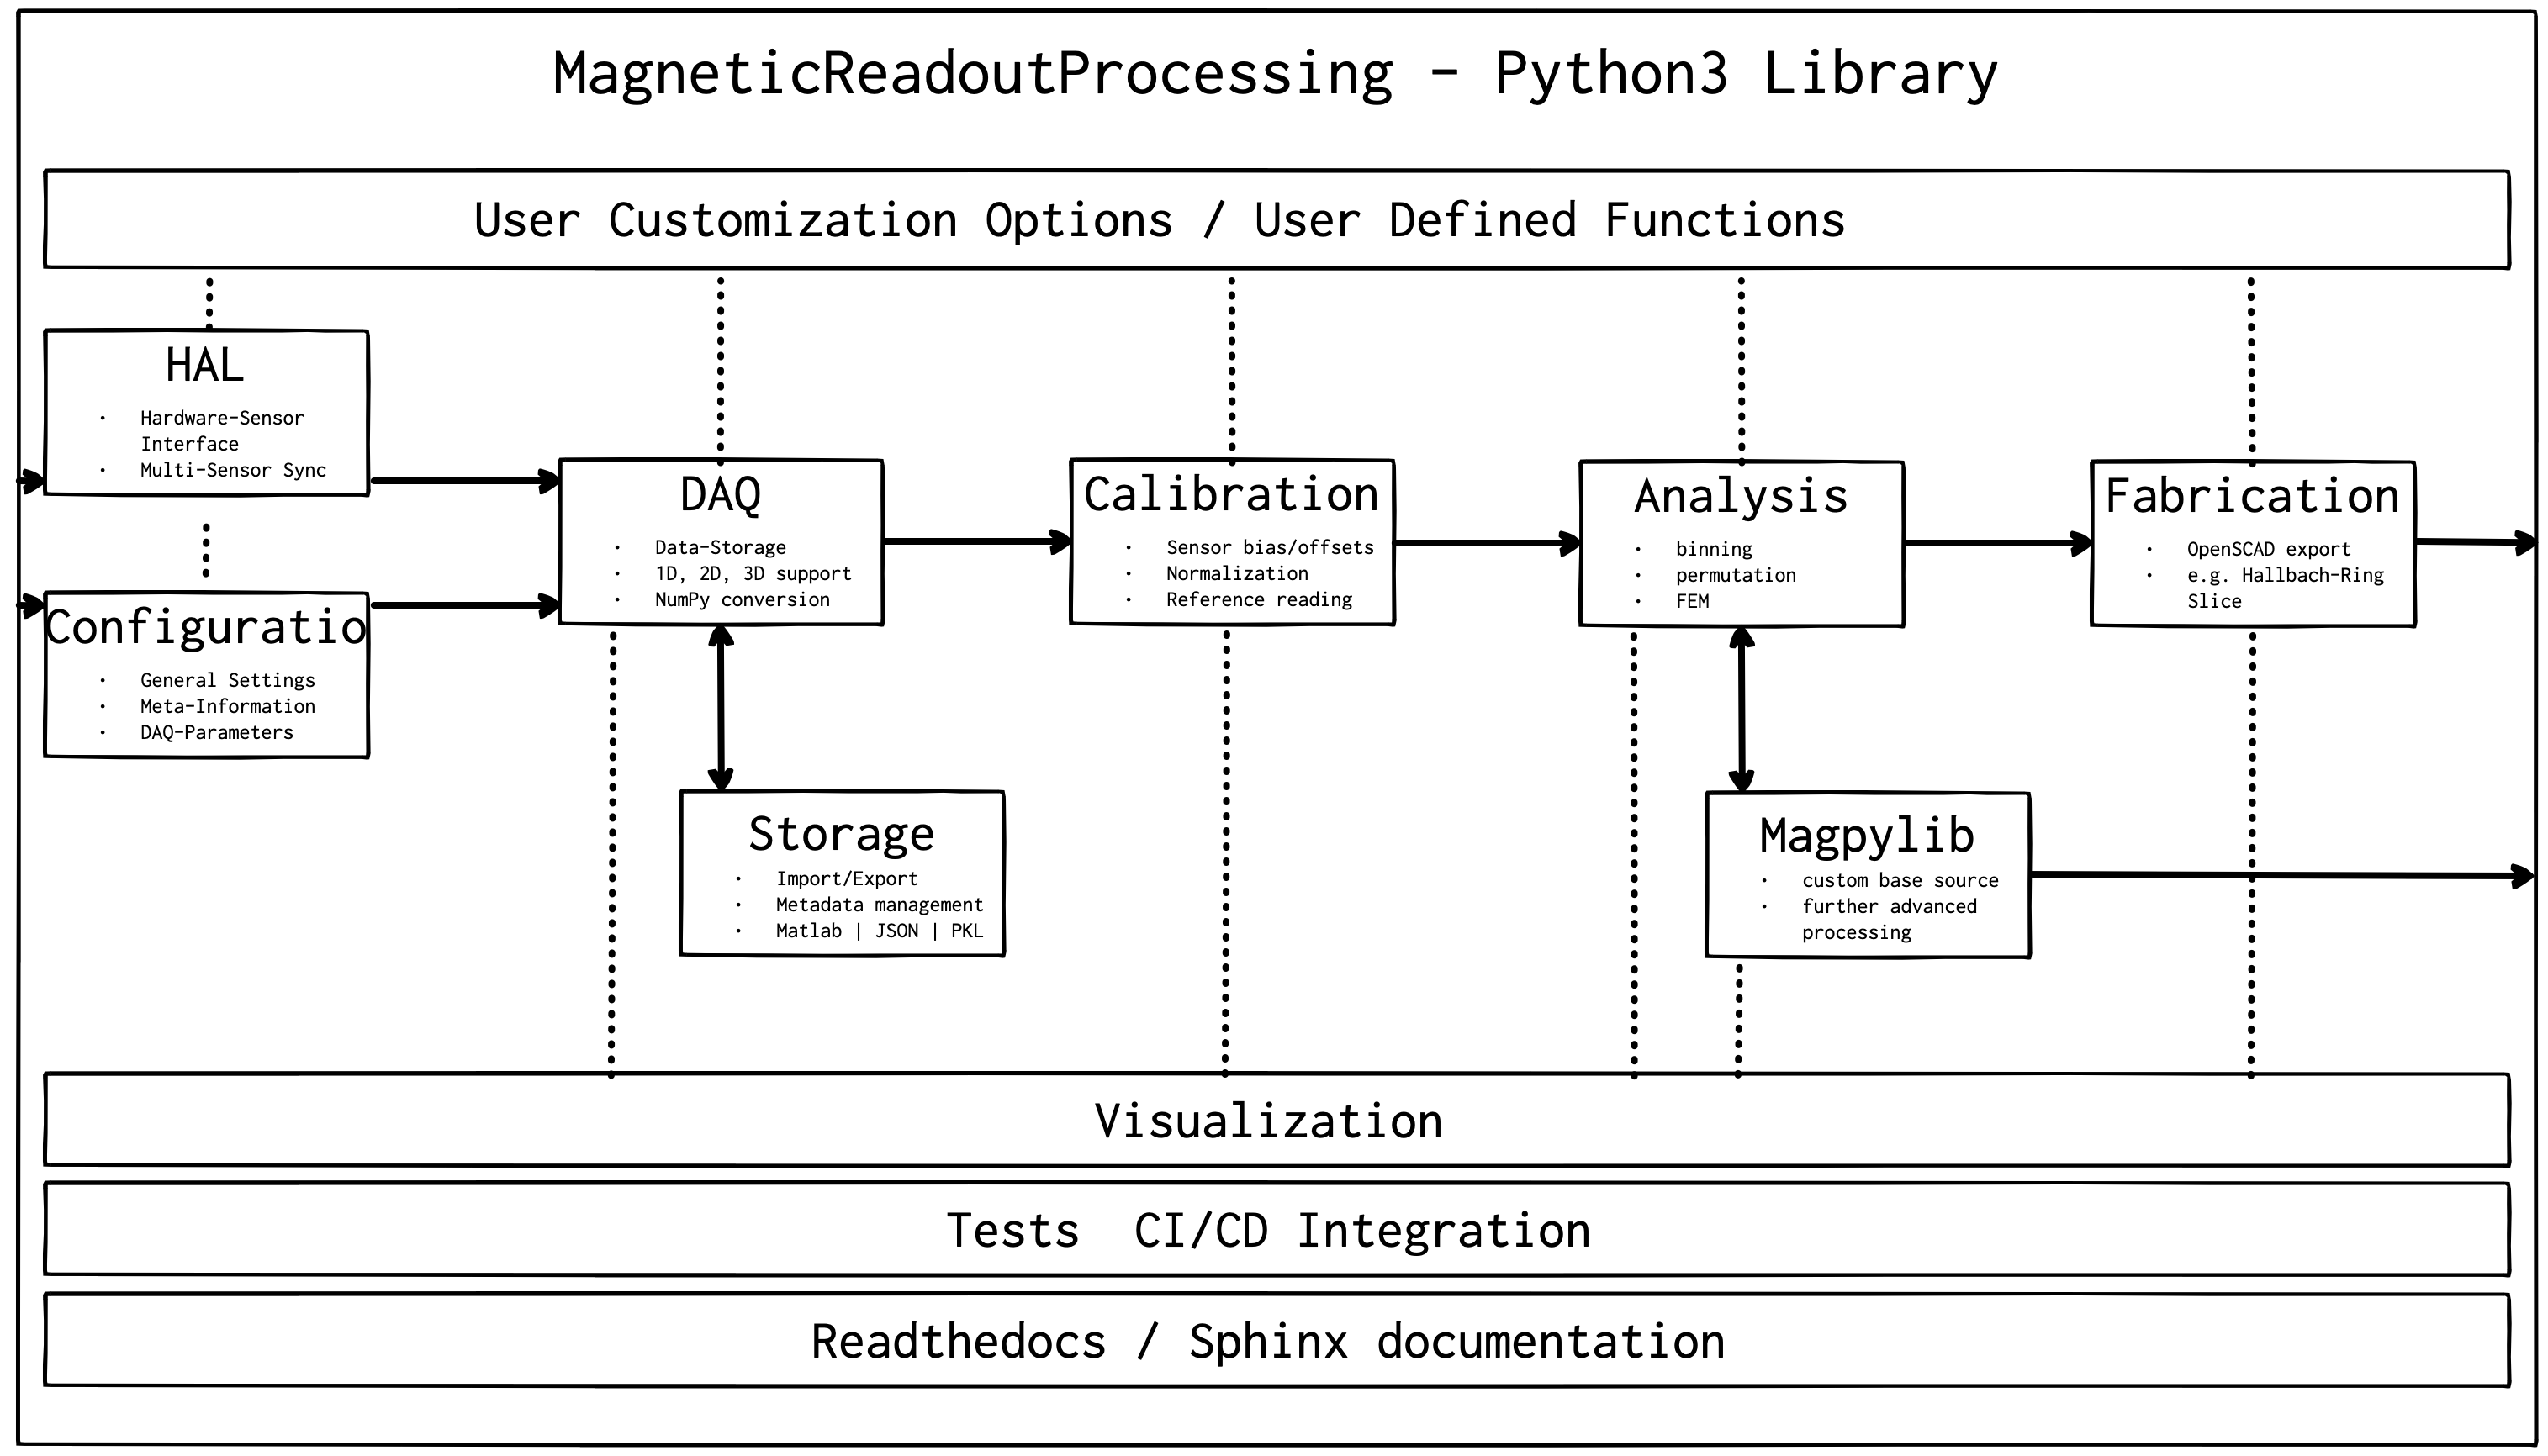 MagneticReadoutProcessing - Python3 Library
User Customization Options / User Defined Functions
HAL
· Hardware-Sensor
Interface
· Multi-Sensor Sync
Configuratio
· General Settings
· Meta-Information
· DAQ-Parameters
DAQ
· Data-Storage
· 1D, 2D, 3D support
· NumPy conversion
Storage
· Import/Export
· Metadata management
· Matlab | JSON | PKL
Calibration
· Sensor bias/offsets
· Normalization
· Reference reading
Analysis
· binning
· permutation
· FEM
Magpylib
· custom base source
· further advanced
processing
Fabrication
· OpenSCAD export
· e.g. Hallbach-Ring
Slice
Visualization
Tests  CI/CD Integration
Readthedocs / Sphinx documentation